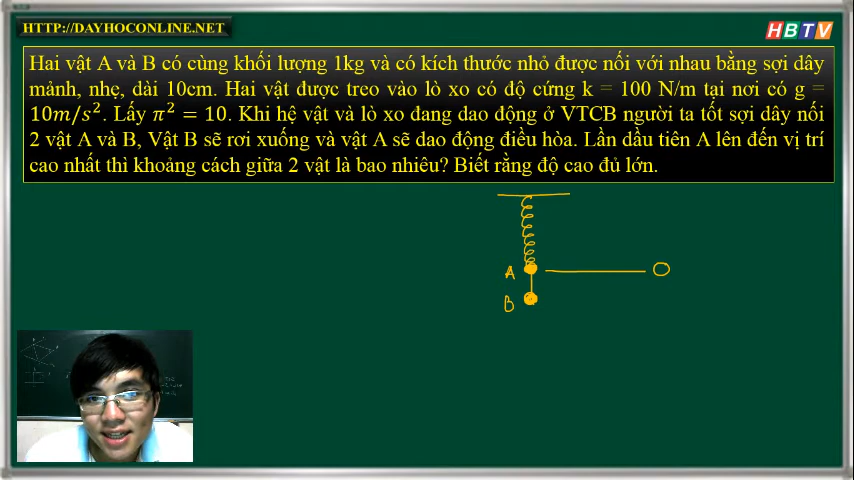 HTTP://DAYHOCONLINE.NET
HBTV
Hai vật A và B có cùng khối lượng 1kg và có kích thước nhỏ được nối với nhau bằng sợi dây
mảnh, nhẹ, dài 10cm. Hai vật được treo vào lò xo có độ cứng k = 100 N/m tại nơi có g =
10m/s². Lấy π² = 10. Khi hệ vật và lò xo đang dao động ở VTCB người ta tốt sợi dây nối
2 vật A và B, Vật B sẽ rơi xuống và vật A sẽ dao động điều hòa. Lần đầu tiên A lên đến vị trí
cao nhất thì khoảng cách giữa 2 vật là bao nhiêu? Biết rằng độ cao đủ lớn.
A O
B